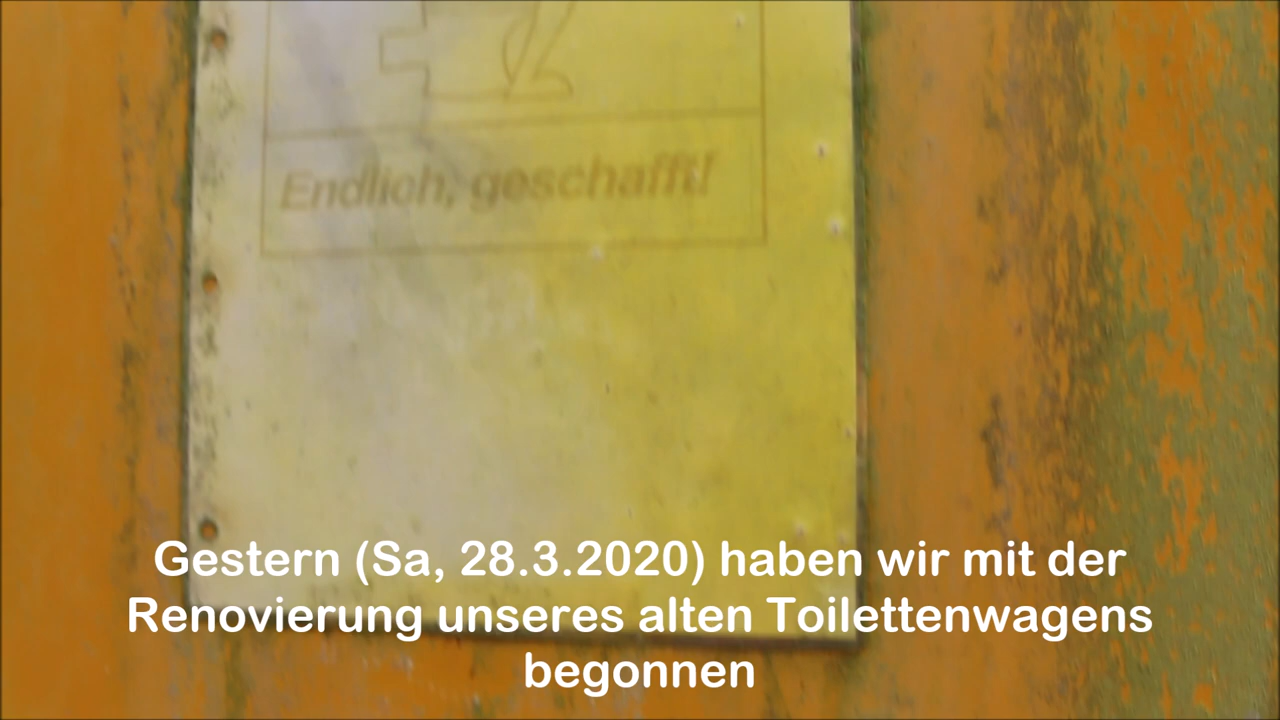 Endlich, geschafft!
Gestern (Sa, 28.3.2020) haben wir mit der
Renovierung unseres alten Toilettenwagens
begonnen